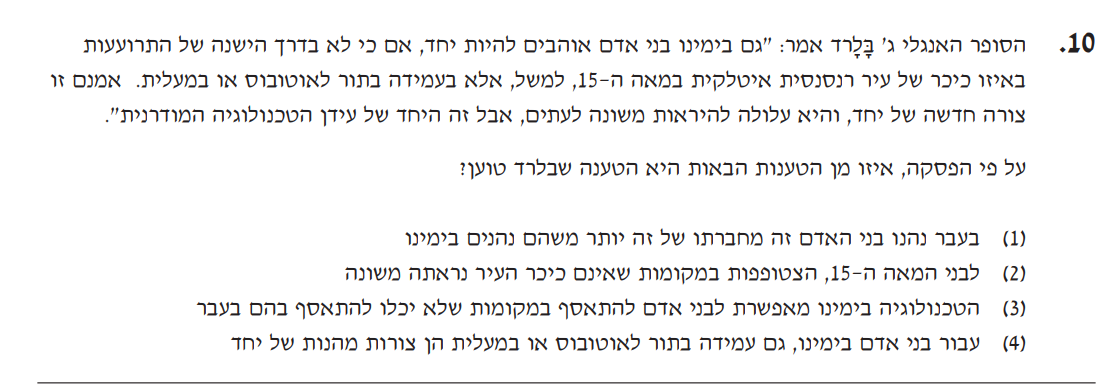 10. הסופר האנגלי ג' בָּלָרד אמר: "גם בימינו בני אדם אוהבים להיות יחד, אם כי לא בדרך הישנה של התרועעות
באיזו כיכר של עיר רנסנסית איטלקית במאה ה-15, למשל, אלא בעמידה בתור לאוטובוס או במעלית. אמנם זו
צורה חדשה של יחד, והיא עלולה להיראות משונה לעתים, אבל זה היחד של עידן הטכנולוגיה המודרנית".
על פי הפסקה, איזו מן הטענות הבאות היא הטענה שבלרד טוען?
(1) בעבר נהנו בני האדם זה מחברתו של זה יותר משהם נהנים בימינו
(2) לבני המאה ה-15, הצטופפות במקומות שאינם כיכר העיר נראתה משונה
(3) הטכנולוגיה בימינו מאפשרת לבני אדם להתאסף במקומות שלא יכלו להתאסף בהם בעבר
(4) עבור בני אדם בימינו, גם עמידה בתור לאוטובוס או במעלית הן צורות מהנות של יחד